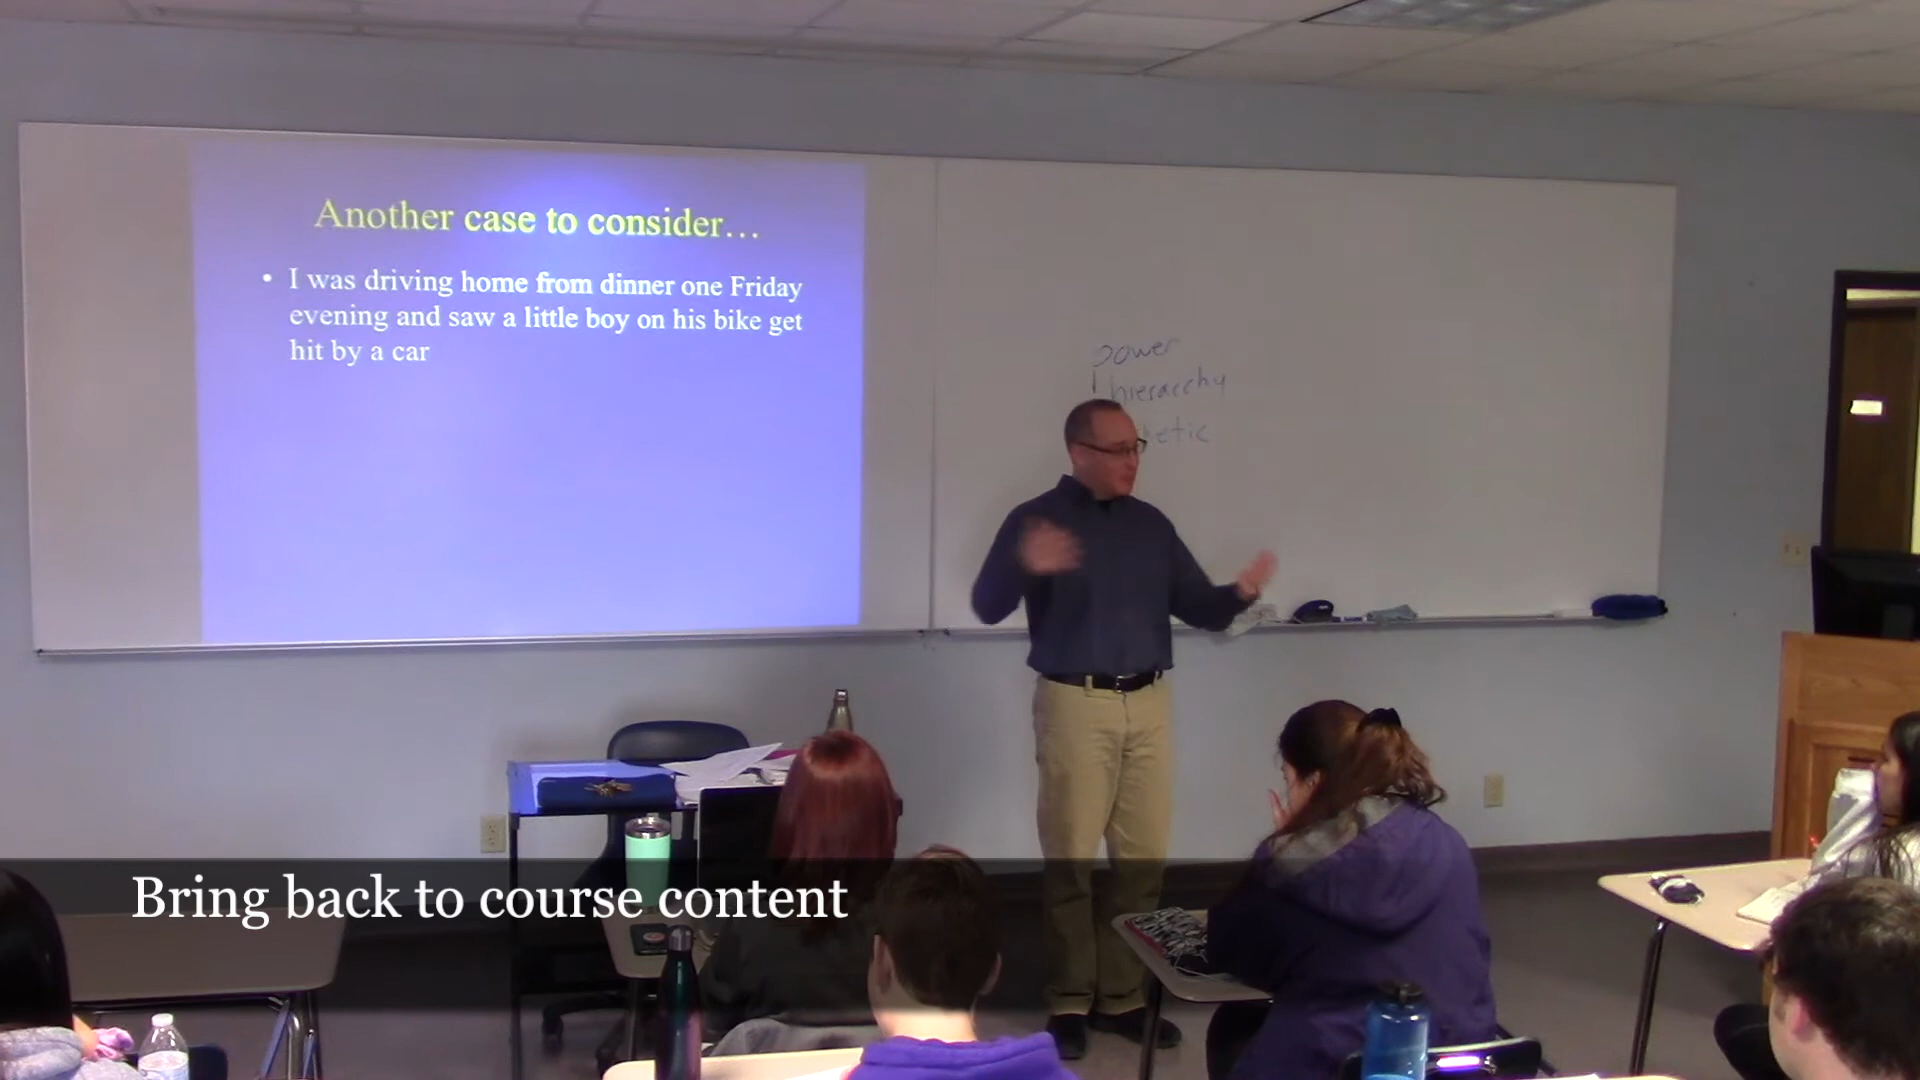 Another case to consider…
• I was driving home from dinner one Friday
evening and saw a little boy on his bike get
hit by a car
power
hierarchy
Bring back to course content